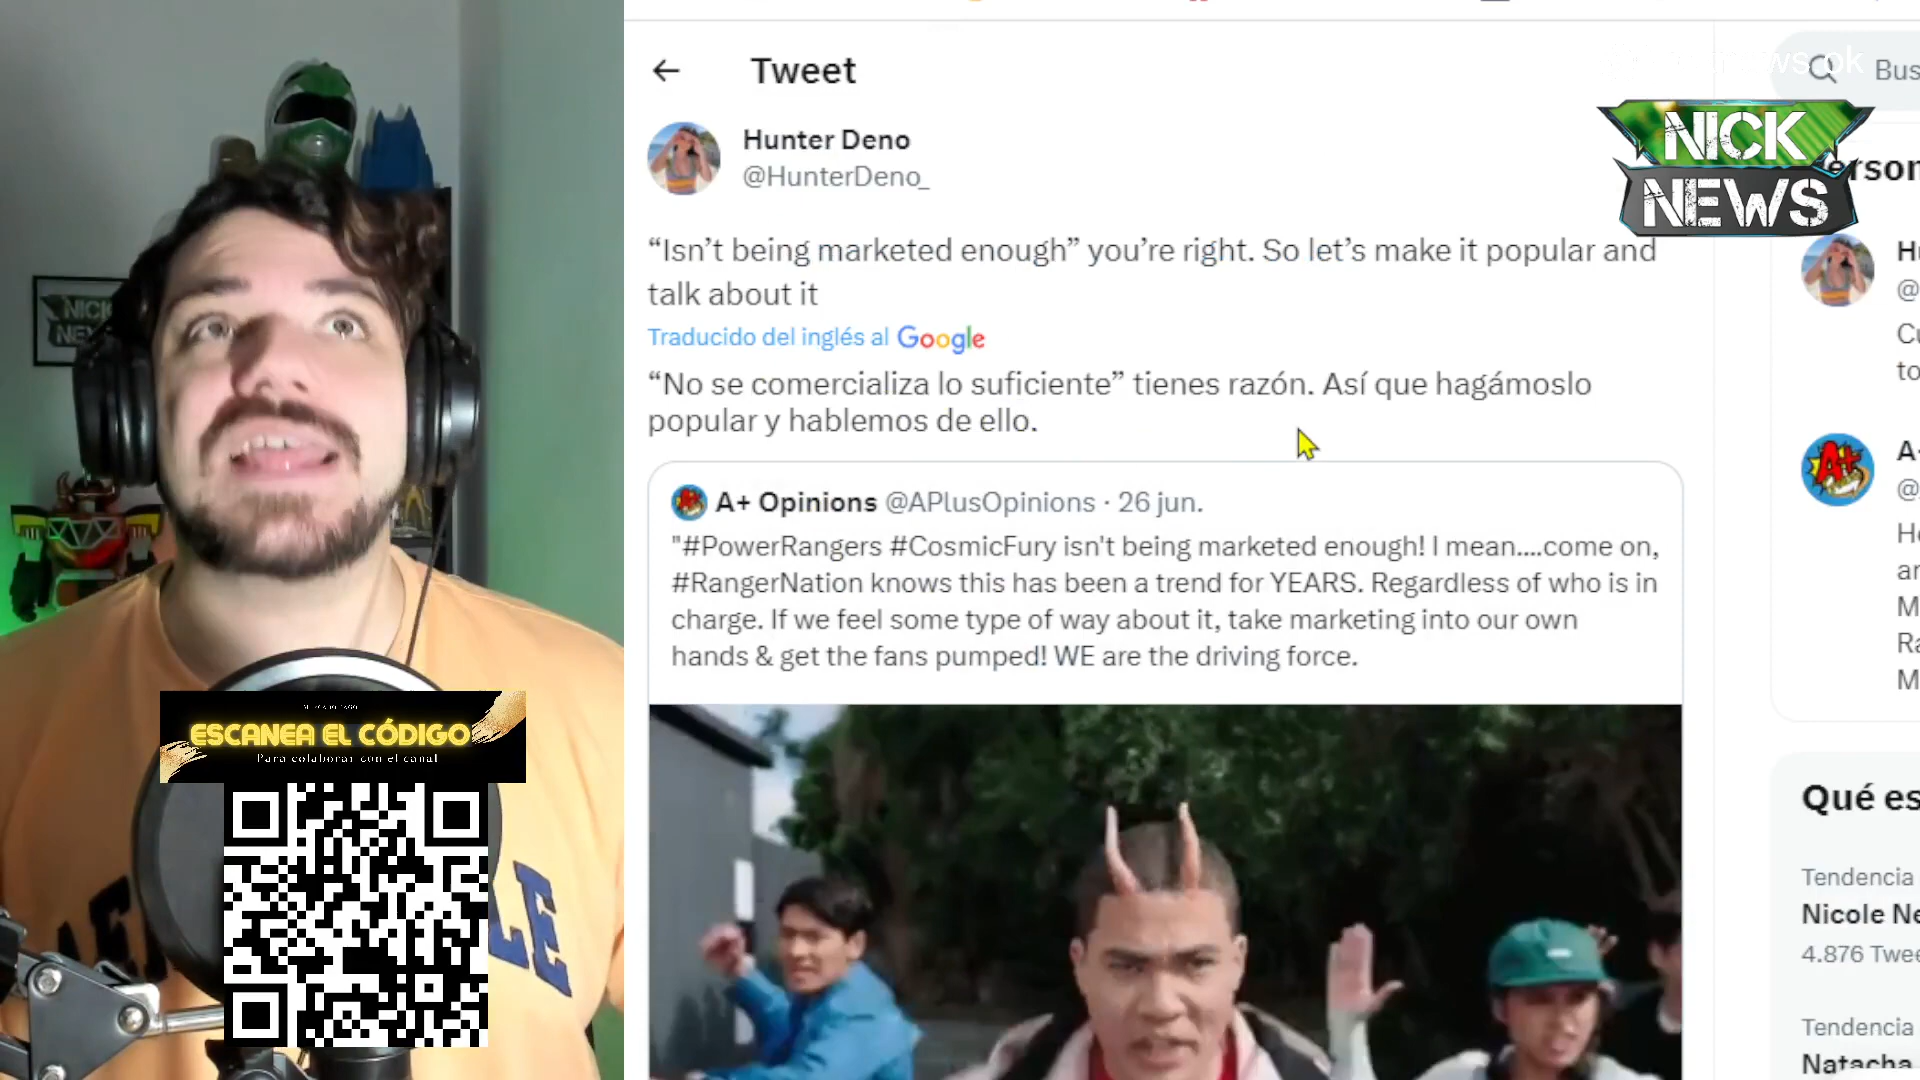 Tweet
Bus
NICK
NEWS
Hunter Deno
@HunterDeno_
“Isn’t being marketed enough” you’re right. So let’s make it popular and
talk about it
Traducido del inglés al Google
“No se comercializa lo suficiente” tienes razón. Así que hagámoslo
popular y hablemos de ello.
A+ Opinions @APlusOpinions · 26 jun.
"#PowerRangers #CosmicFury isn't being marketed enough! I mean....come on,
#RangerNation knows this has been a trend for YEARS. Regardless of who is in
charge. If we feel some type of way about it, take marketing into our own
hands & get the fans pumped! WE are the driving force.
ESCANEA EL CÓDIGO
Para colaborar con el canal
Qué es
Tendencia
Nicole Ne
4.876 Twee
Tendencia
Natacha